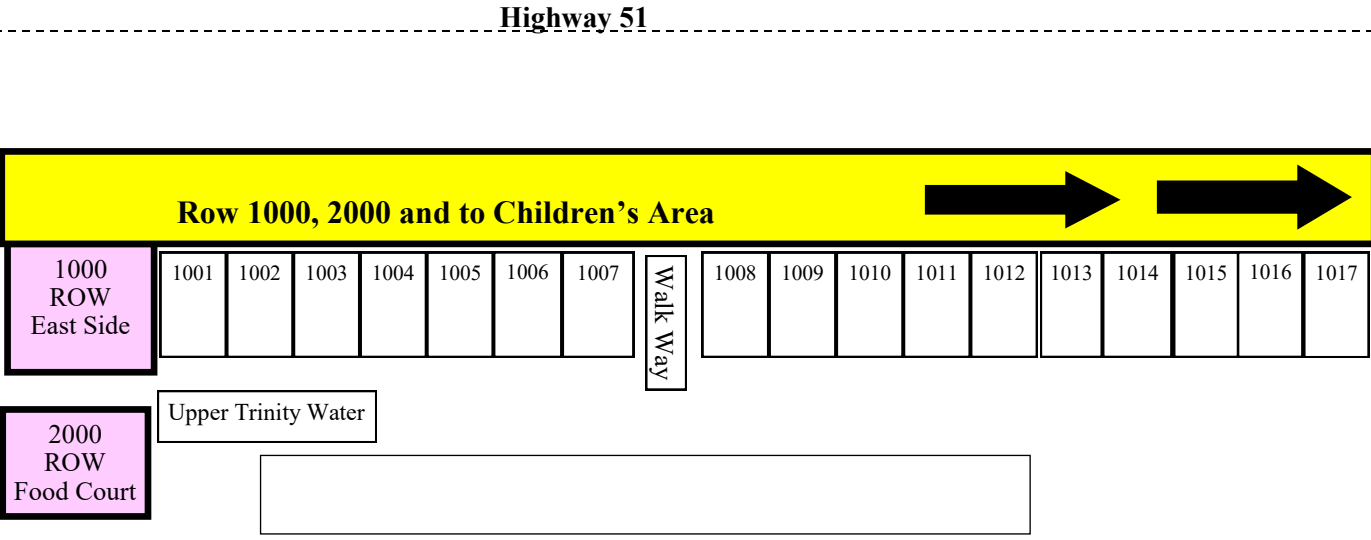 Highway 51
Row 1000, 2000 and to Children’s Area
1000
ROW
East Side
1001 1002 1003 1004 1005 1006 1007 Walk Way 1008 1009 1010 1011 1012 1013 1014 1015 1016 1017
Upper Trinity Water
2000
ROW
Food Court